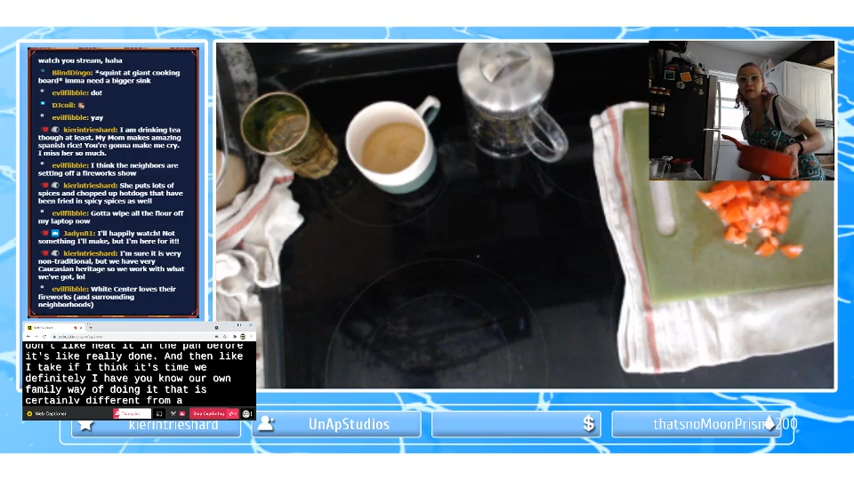 watch you stream, haha
BlindDingo: *squint at giant cooking
board* imma need a bigger sink
evilflibble: do!
DJcoil:
evilflibble: yay
kierintrieshard: I am drinking tea
though at least. My Mom makes amazing
spanish rice! You're gonna make me cry.
I miss her so much.
evilflibble: I think the neighbors are
setting off a fireworks show
kierintrieshard: She puts lots of
spices and chopped up hotdogs that
have been fried in spicy spices as well
evilflibble: Gotta wipe all the flour off
my laptop now
Jadyn81: I'll happily watch! Not
something I'll make, but I'm here for it!!
kierintrieshard: I'm sure it is very
non-traditional, but we have very
Caucasian heritage so we work with what
we've got, lol
evilflibble: White Center loves their
fireworks (and surrounding
neighborhoods)
don't like heat it in the pan before
it's like really done. And then like
I take if I think it's time we
definitely I have you know our own
family way of doing it that is
certainly different from a
Web Captioner
Stop Captioning
kierintrieshard
UnApStudios
$
thatsnoMoonPrism 200